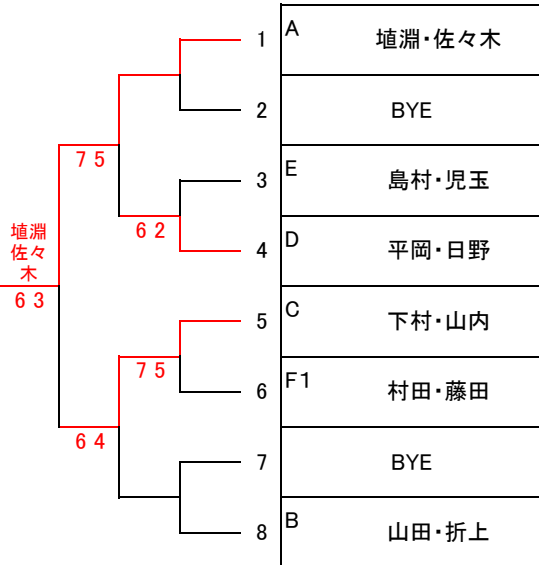 1 A 埴淵・佐々木
2 BYE
7 5
3 E 島村・児玉
6 2
4 D 平岡・日野
埴淵
佐々
木
6 3
5 C 下村・山内
7 5
6 F1 村田・藤田
6 4
7 BYE
8 B 山田・折上